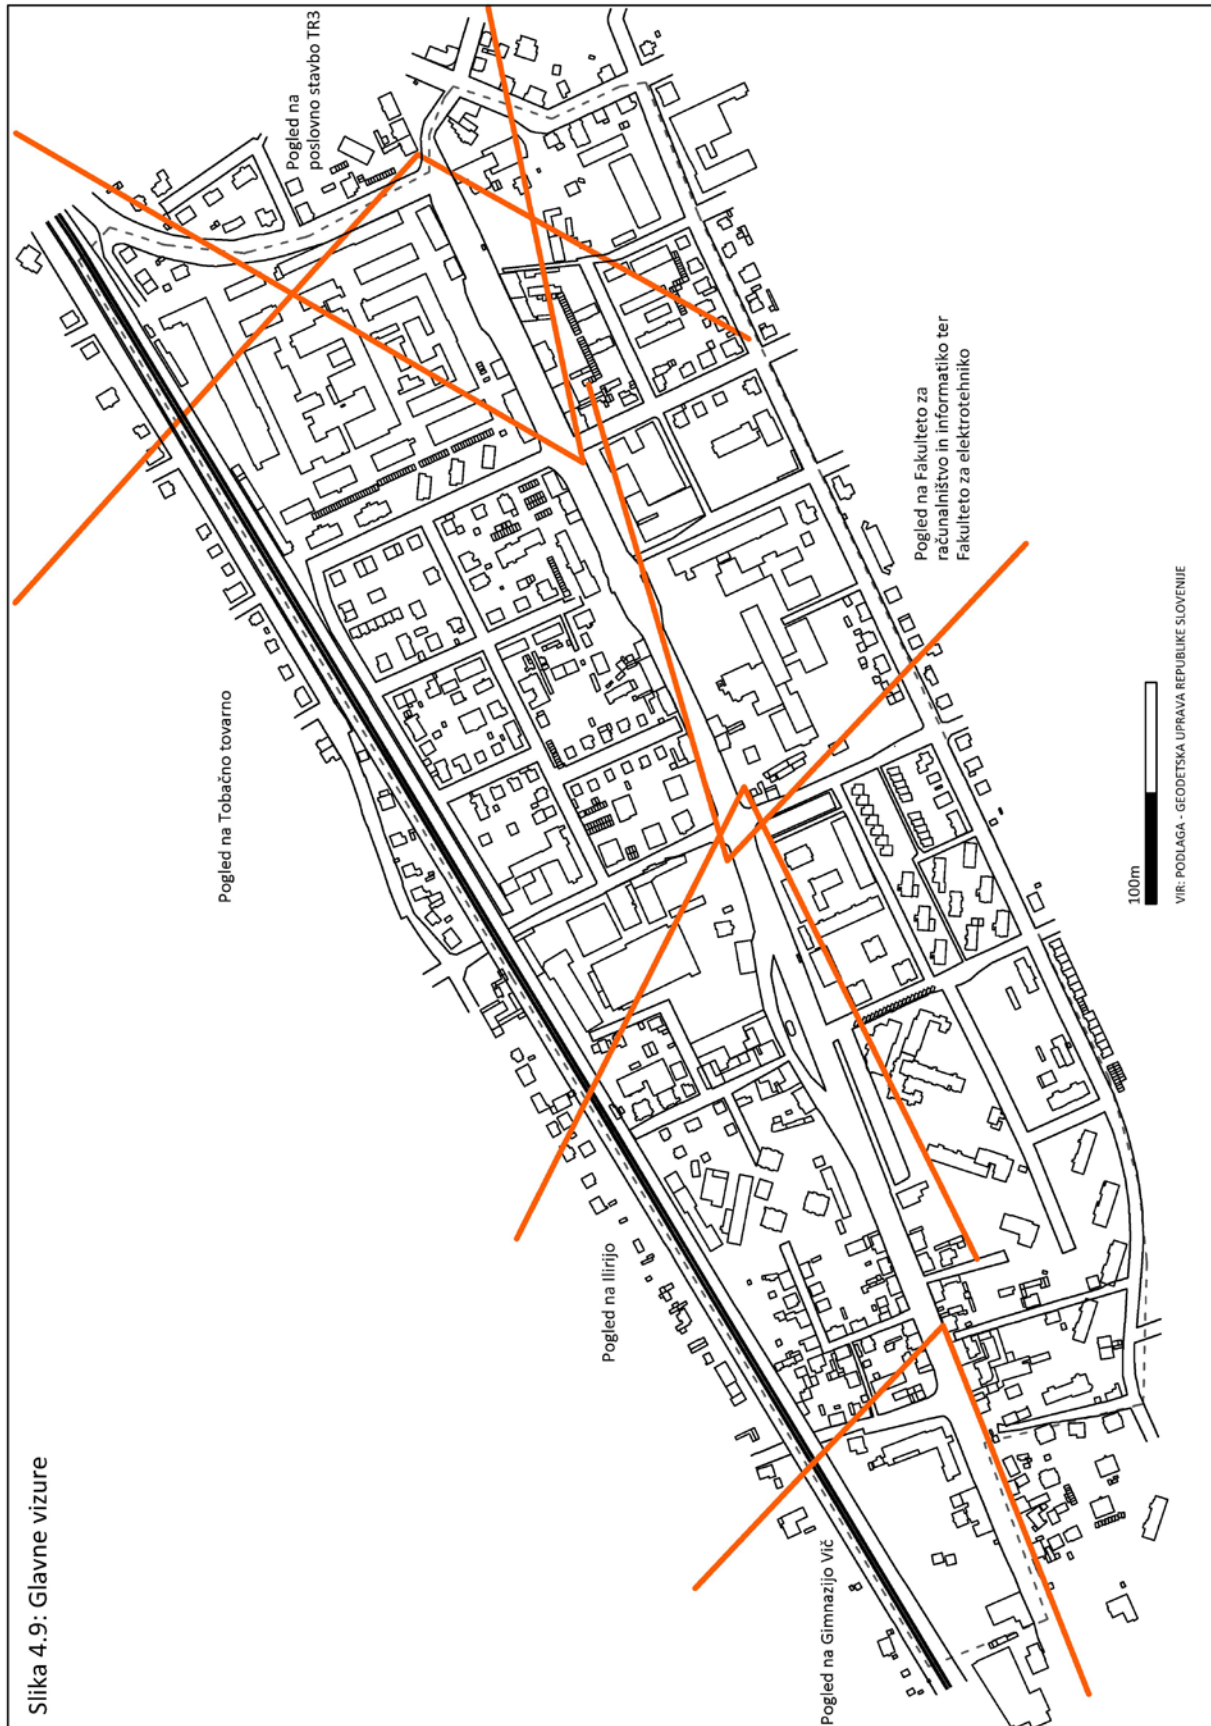 Slika 4.9: Glavne vizure
Pogled na Gimnazijo Vič
Pogled na Ilirijo
Pogled na Tobačno tovarno
Pogled na
poslovno stavbo TR3
Pogled na Fakulteto za
računalništvo in informatiko ter
Fakulteto za elektrotehniko
100m
VIR: PODLAGA - GEODETSKA UPRAVA REPUBLIKE SLOVENIJE